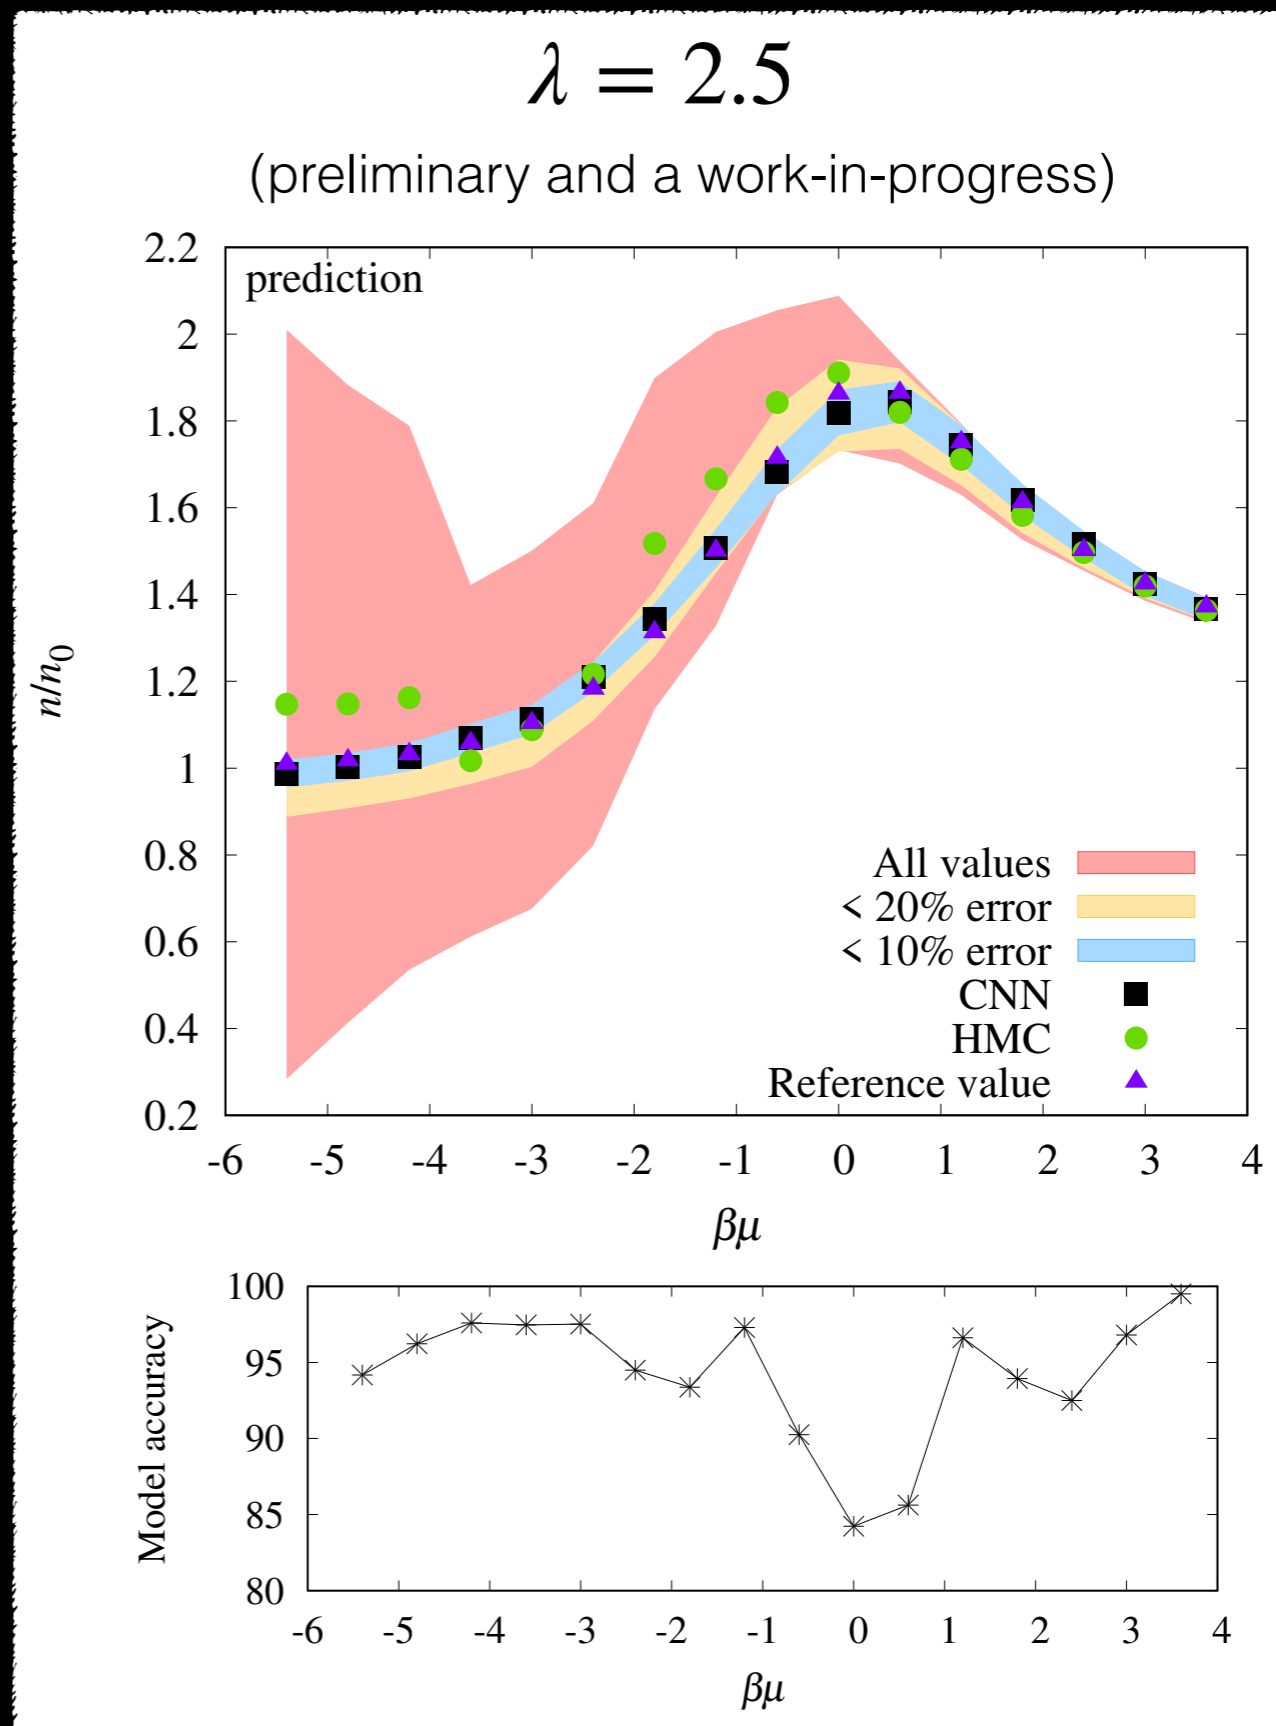 λ = 2.5
(preliminary and a work-in-progress)
prediction
2.2
2
1.8
1.6
1.4
1.2
1
0.8
0.6
0.4
0.2
n/n₀
All values
< 20% error
< 10% error
CNN
HMC
Reference value
-6 -5 -4 -3 -2 -1 0 1 2 3 4
βμ
100
95
90
85
80
Model accuracy
-6 -5 -4 -3 -2 -1 0 1 2 3 4
βμ